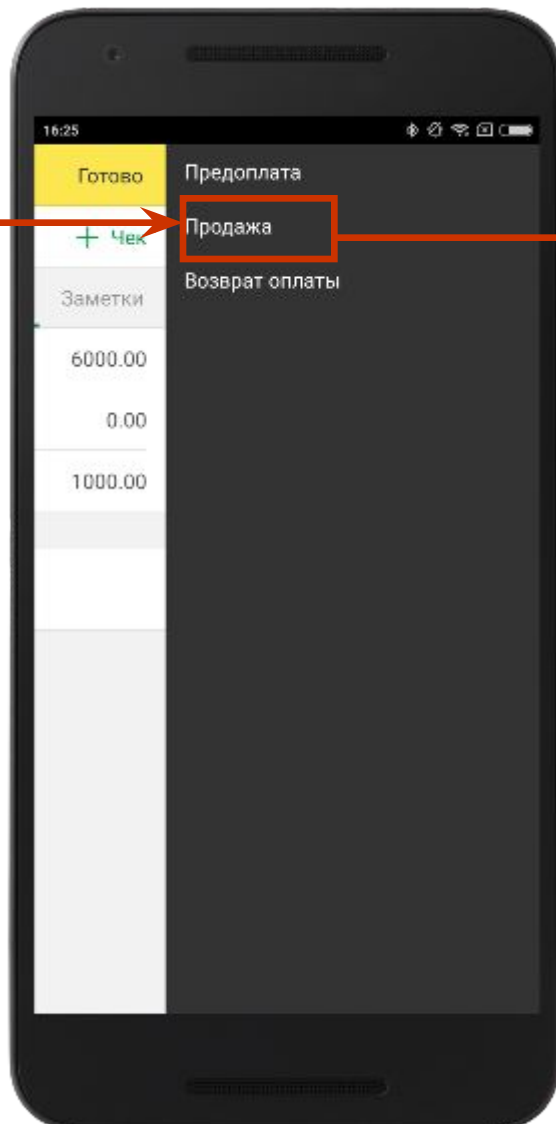 16:25
Готово
+ Чек
Заметки
6000.00
0.00
1000.00
Предоплата
Продажа
Возврат оплаты